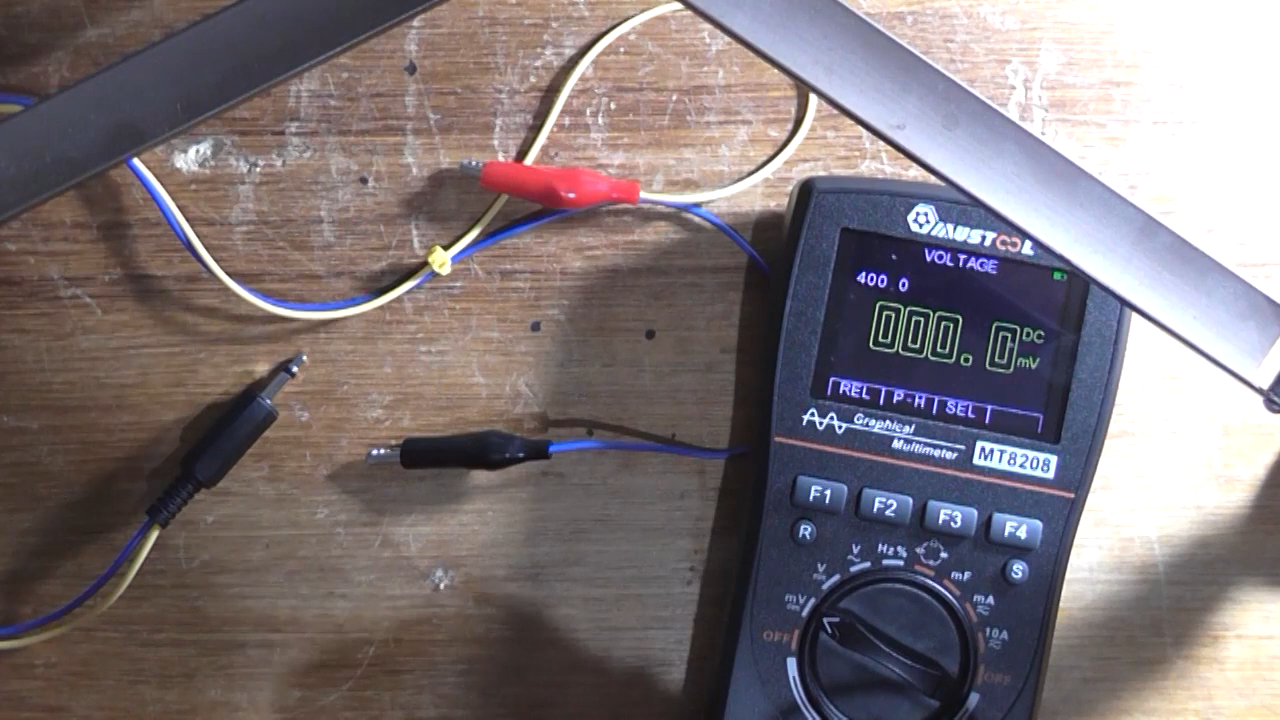 MUSTOOL
VOLTAGE
400.0
000.0 DC mV
REL P-H SEL
Graphical
Multimeter
MT8208
F1 F2 F3 F4
R
S
OFF mV V V Hz% mF mA 10A OFF